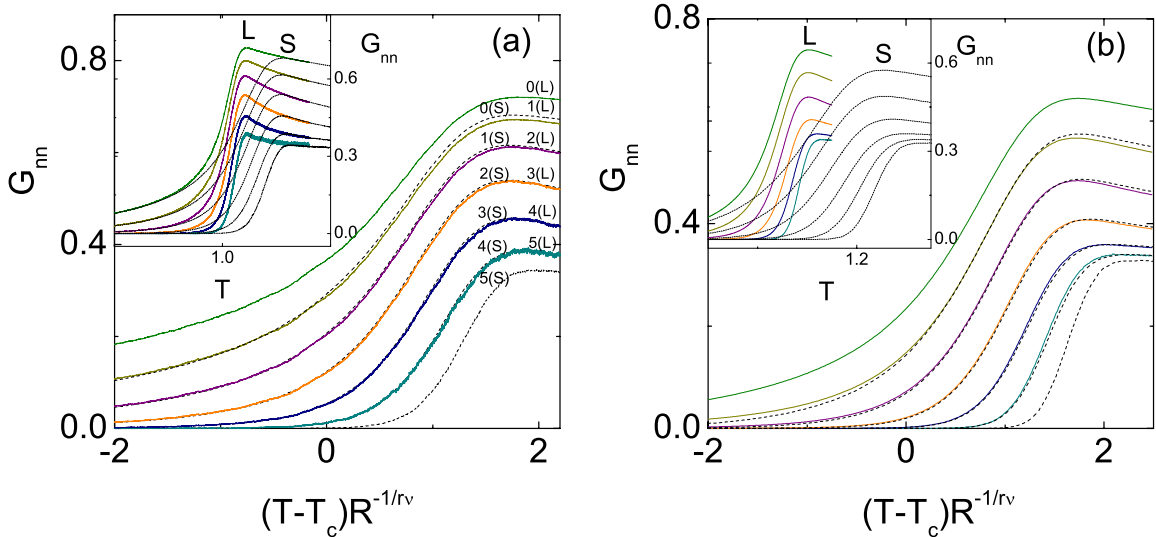 L
S
G_nn
(a)
0.8
0.6
0(L)
0(S)
1(L)
1(S)
2(L)
2(S)
3(L)
3(S)
4(L)
4(S)
5(L)
5(S)
G_nn
0.4
0.3
0.0
1.0
T
0.0
-2
0
2
(T-T_c)R^{-1/rν}
0.8
L
S
G_nn
(b)
0.6
0.3
G_nn
0.4
0.0
1.2
T
0.0
-2
0
2
(T-T_c)R^{-1/rν}